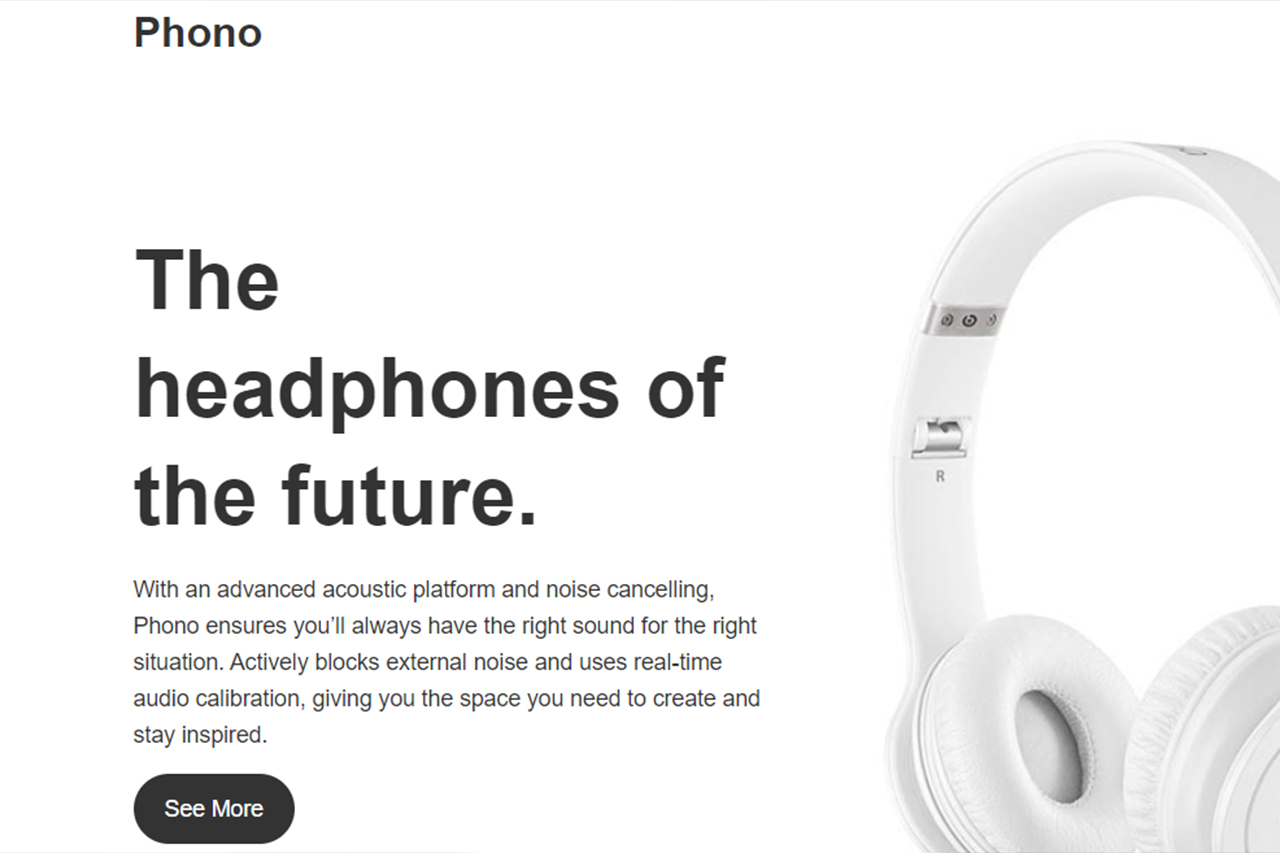 Phono
The
headphones of
the future.
R
With an advanced acoustic platform and noise cancelling,
Phono ensures you’ll always have the right sound for the right
situation. Actively blocks external noise and uses real-time
audio calibration, giving you the space you need to create and
stay inspired.
See More